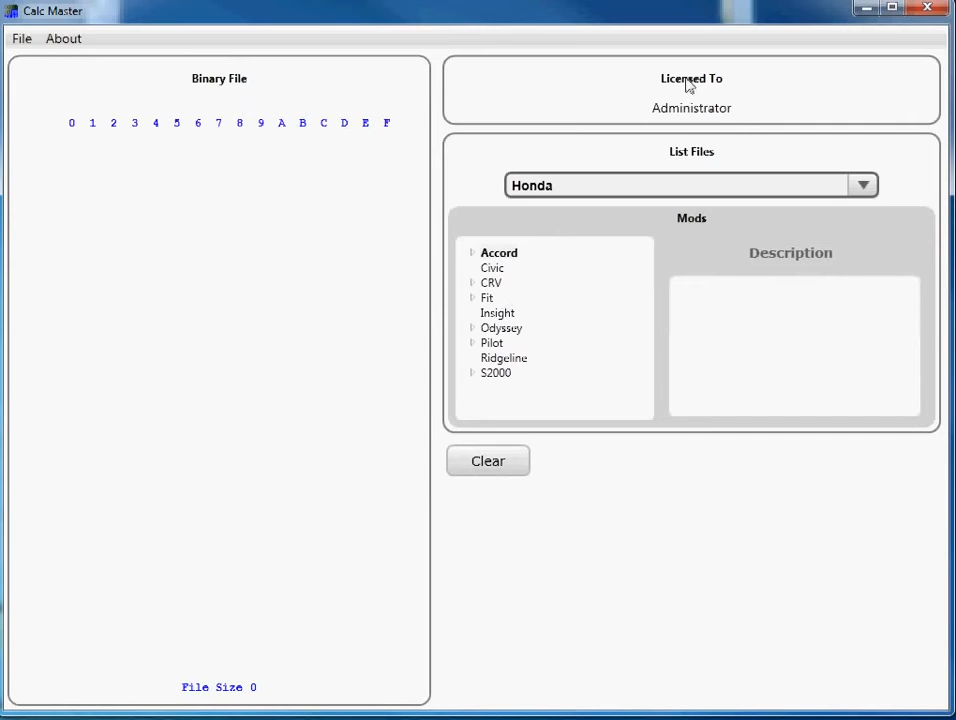 Calc Master
File About
Binary File
0 1 2 3 4 5 6 7 8 9 A B C D E F
File Size 0
Licensed To
Administrator
List Files
Honda
Mods
Accord
Civic
CRV
Fit
Insight
Odyssey
Pilot
Ridgeline
S2000
Description
Clear